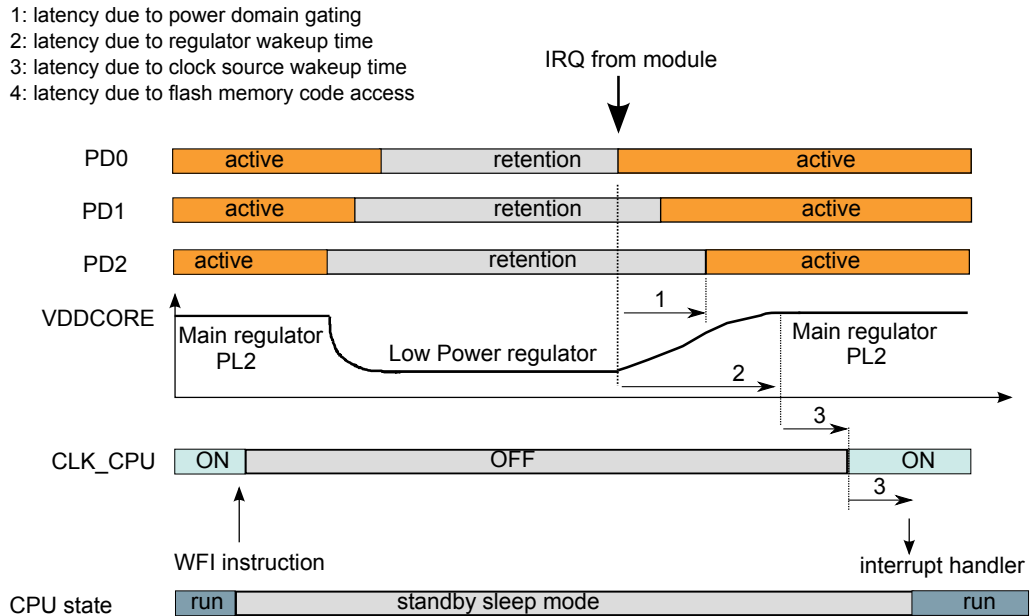 1: latency due to power domain gating
2: latency due to regulator wakeup time
3: latency due to clock source wakeup time
4: latency due to flash memory code access
IRQ from module
PD0 active retention active
PD1 active retention active
PD2 active retention active
1
VDDCORE
Main regulator
PL2
Low Power regulator
Main regulator
PL2
2
3
CLK_CPU ON OFF ON
3
WFI instruction
interrupt handler
CPU state run standby sleep mode run